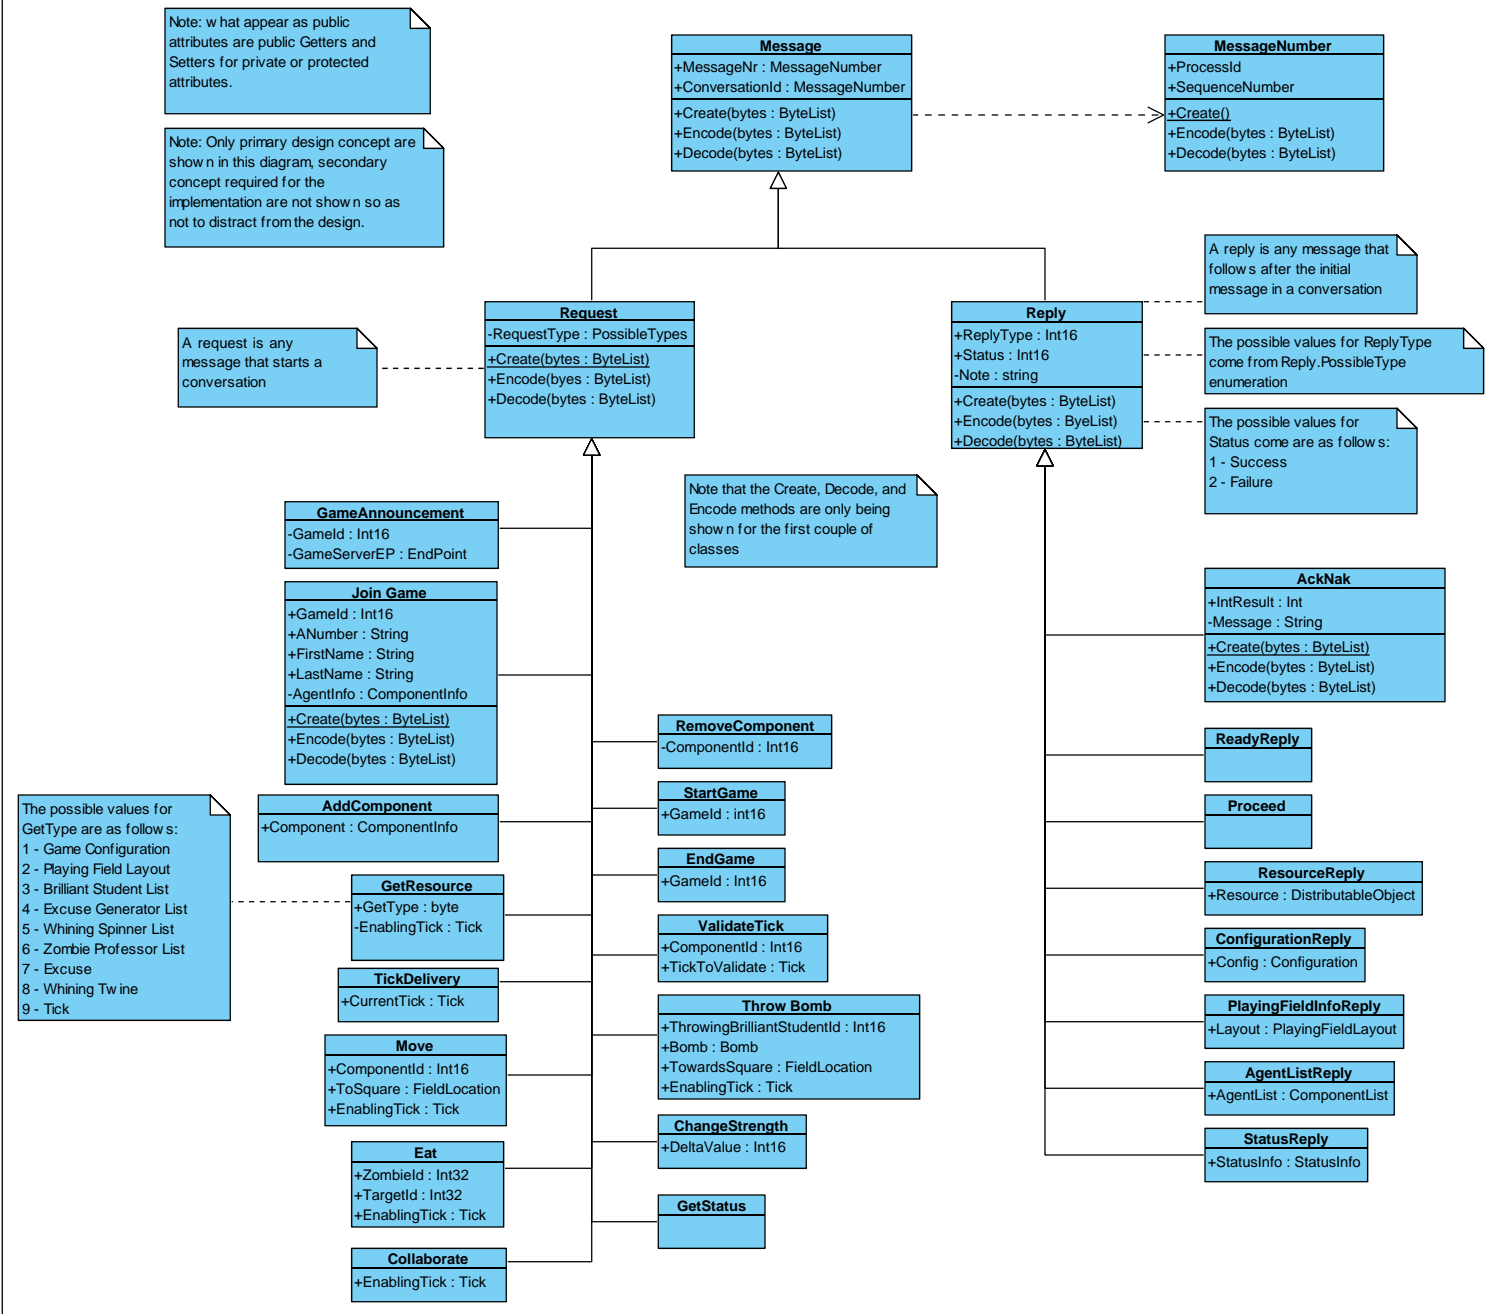 Note: what appear as public
attributes are public Getters and
Setters for private or protected
attributes.
Note: Only primary design concept are
shown in this diagram, secondary
concept required for the
implementation are not shown so as
not to distract from the design.
Message
+MessageNr : MessageNumber
+ConversationId : MessageNumber
+Create(bytes : ByteList)
+Encode(bytes : ByteList)
+Decode(bytes : ByteList)
MessageNumber
+ProcessId
+SequenceNumber
+Create()
+Encode(bytes : ByteList)
+Decode(bytes : ByteList)
A reply is any message that
follows after the initial
message in a conversation
A request is any
message that starts a
conversation
Request
-RequestType : PossibleTypes
+Create(bytes : ByteList)
+Encode(byes : ByteList)
+Decode(bytes : ByteList)
Reply
+ReplyType : Int16
+Status : Int16
-Note : string
+Create(bytes : ByteList)
+Encode(bytes : ByeList)
+Decode(bytes : ByteList)
The possible values for ReplyType
come from Reply.PossibleType
enumeration
The possible values for
Status come are as follows:
1 - Success
2 - Failure
Note that the Create, Decode, and
Encode methods are only being
shown for the first couple of
classes
GameAnnouncement
-GameId : Int16
-GameServerEP : EndPoint
Join Game
+GameId : Int16
+ANumber : String
+FirstName : String
+LastName : String
-AgentInfo : ComponentInfo
+Create(bytes : ByteList)
+Encode(bytes : ByteList)
+Decode(bytes : ByteList)
AddComponent
+Component : ComponentInfo
The possible values for
GetType are as follows:
1 - Game Configuration
2 - Playing Field Layout
3 - Brilliant Student List
4 - Excuse Generator List
5 - Whining Spinner List
6 - Zombie Professor List
7 - Excuse
8 - Whining Twine
9 - Tick
GetResource
+GetType : byte
-EnablingTick : Tick
TickDelivery
+CurrentTick : Tick
Move
+ComponentId : Int16
+ToSquare : FieldLocation
+EnablingTick : Tick
Eat
+ZombieId : Int32
+TargetId : Int32
+EnablingTick : Tick
Collaborate
+EnablingTick : Tick
RemoveComponent
-ComponentId : Int16
StartGame
+GameId : int16
EndGame
+GameId : Int16
ValidateTick
+ComponentId : Int16
+TickToValidate : Tick
Throw Bomb
+ThrowingBrilliantStudentId : Int16
+Bomb : Bomb
+TowardsSquare : FieldLocation
+EnablingTick : Tick
ChangeStrength
+DeltaValue : Int16
GetStatus
AckNak
+IntResult : Int
-Message : String
+Create(bytes : ByteList)
+Encode(bytes : ByteList)
+Decode(bytes : ByteList)
ReadyReply
Proceed
ResourceReply
+Resource : DistributableObject
ConfigurationReply
+Config : Configuration
PlayingFieldInfoReply
+Layout : PlayingFieldLayout
AgentListReply
+AgentList : ComponentList
StatusReply
+StatusInfo : StatusInfo